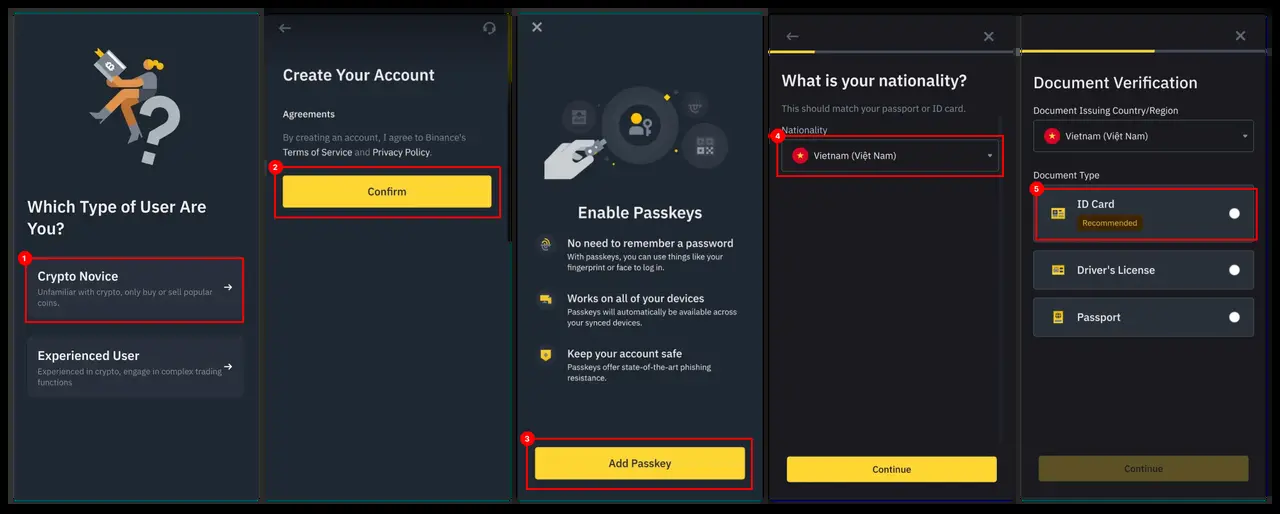 Which Type of User Are
You?
1
Crypto Novice
Unfamiliar with crypto, only buy or sell popular
coins.
Experienced User
Experienced in crypto, engage in complex trading
functions
Create Your Account
Agreements
By creating an account, I agree to Binance's
Terms of Service and Privacy Policy.
2
Confirm
Enable Passkeys
No need to remember a password
With passkeys, you can use things like your
fingerprint or face to log in.
Works on all of your devices
Passkeys will automatically be available across
your synced devices.
Keep your account safe
Passkeys offer state-of-the-art phishing
resistance.
3
Add Passkey
What is your nationality?
This should match your passport or ID card.
Nationality
4
Vietnam (Việt Nam)
Continue
Document Verification
Document Issuing Country/Region
Vietnam (Việt Nam)
Document Type
5
ID Card
Recommended
Driver's License
Passport
Continue